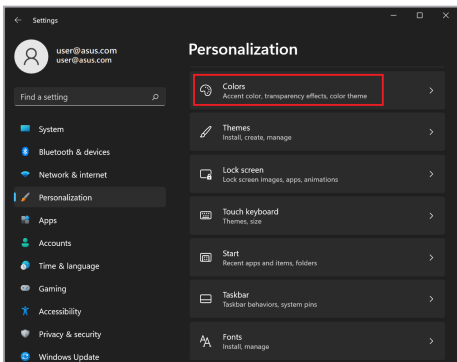 Settings
user@asus.com
user@asus.com
Find a setting
System
Bluetooth & devices
Network & internet
Personalization
Apps
Accounts
Time & language
Gaming
Accessibility
Privacy & security
Windows Update
Personalization
Colors
Accent color, transparency effects, color theme
Themes
Install, create, manage
Lock screen
Lock screen images, apps, animations
Touch keyboard
Themes, size
Start
Recent apps and items, folders
Taskbar
Taskbar behaviors, system pins
Fonts
Install, manage